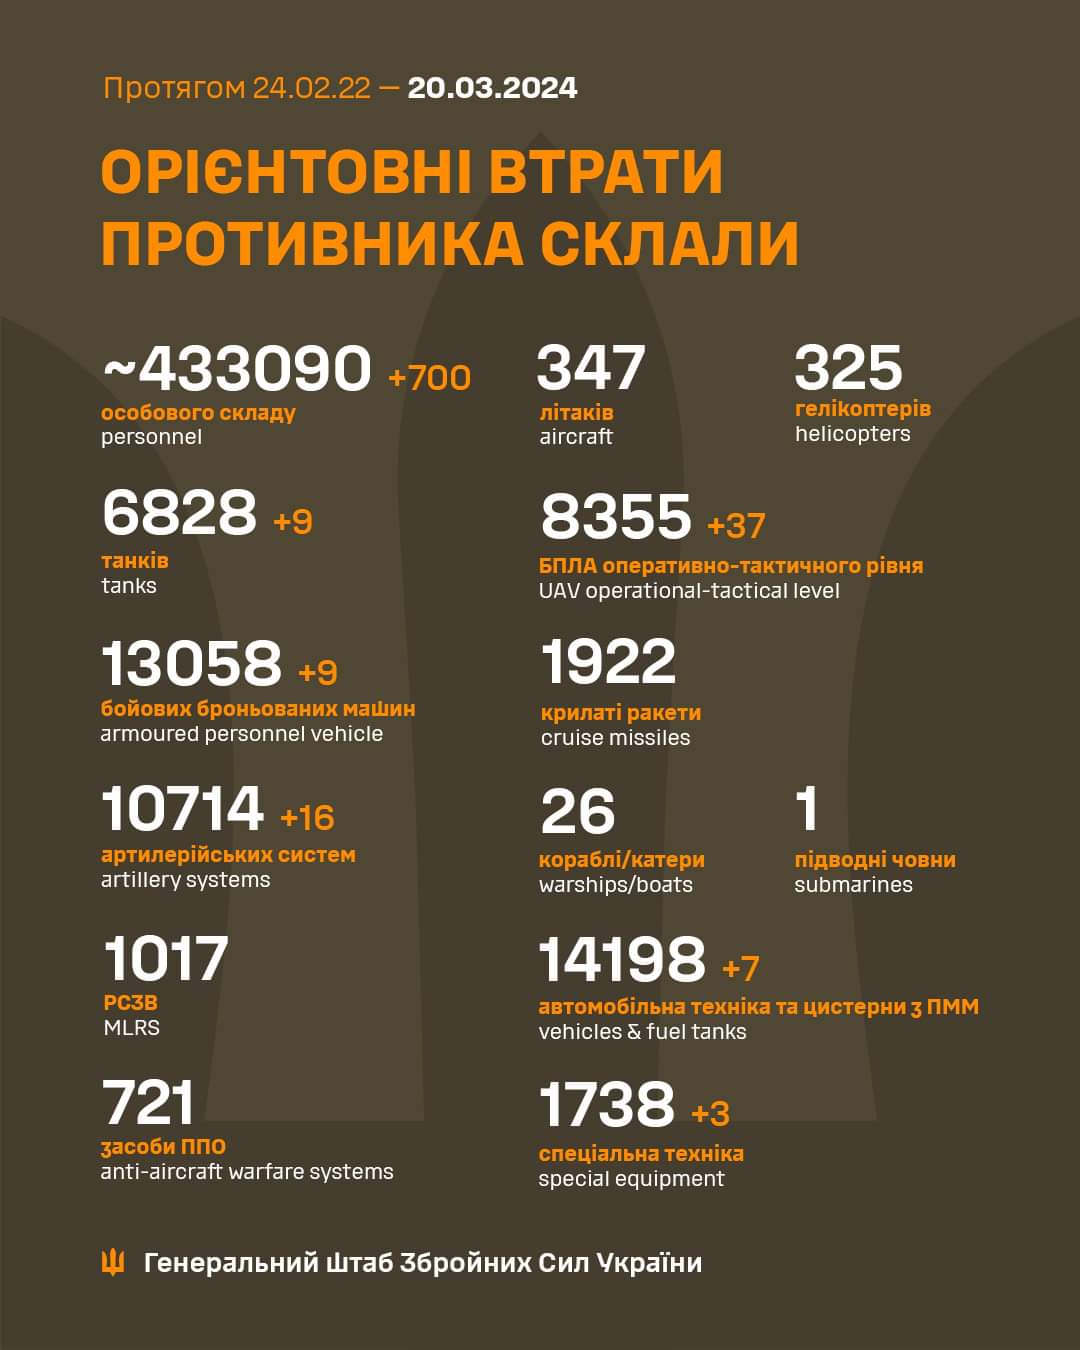 Протягом 24.02.22 — 20.03.2024
ОРІЄНТОВНІ ВТРАТИ
ПРОТИВНИКА СКЛАЛИ
~433090 +700
особового складу
personnel
347
літаків
aircraft
325
гелікоптерів
helicopters
6828 +9
танків
tanks
8355 +37
БПЛА оперативно-тактичного рівня
UAV operational-tactical level
13058 +9
бойових броньованих машин
armoured personnel vehicle
1922
крилаті ракети
cruise missiles
10714 +16
артилерійських систем
artillery systems
26
кораблі/катери
warships/boats
1
підводні човни
submarines
1017
РСЗВ
MLRS
14198 +7
автомобільна техніка та цистерни з ПММ
vehicles & fuel tanks
721
засоби ППО
anti-aircraft warfare systems
1738 +3
спеціальна техніка
special equipment
Генеральний штаб Збройних Сил України